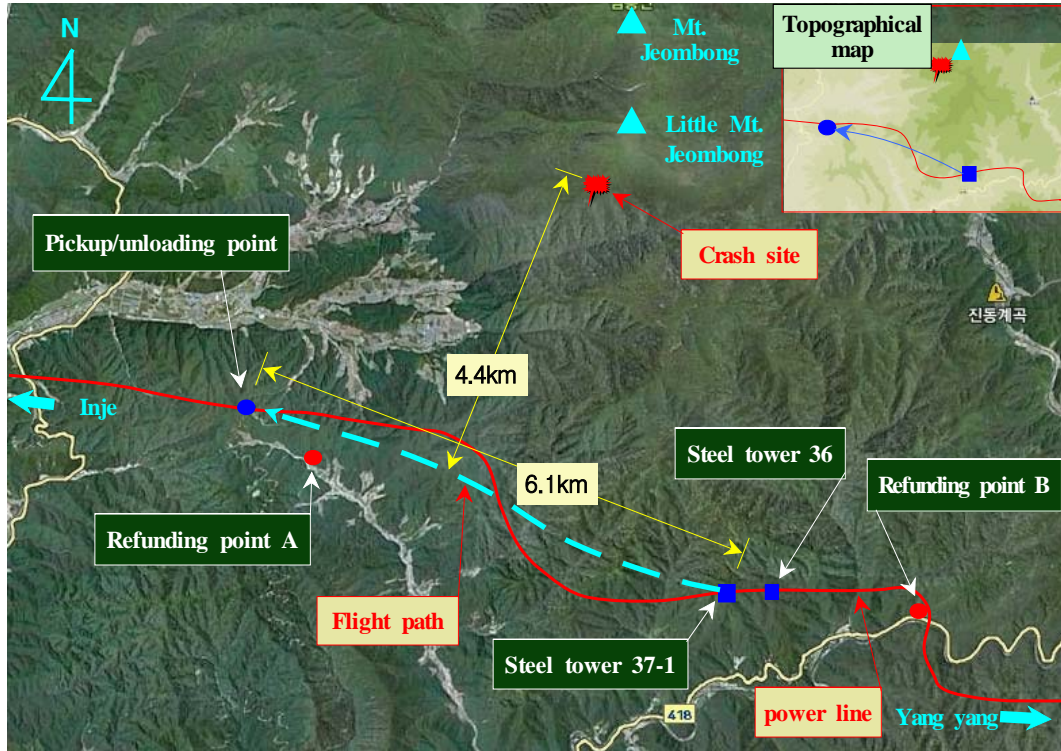 N
Mt.
Jeombong
Topographical
map
Little Mt.
Jeombong
Pickup/unloading point
Crash site
진동계곡
4.4km
Inje
Steel tower 36
6.1km
Refunding point B
Refunding point A
Flight path
Steel tower 37-1
418
power line
Yang yang